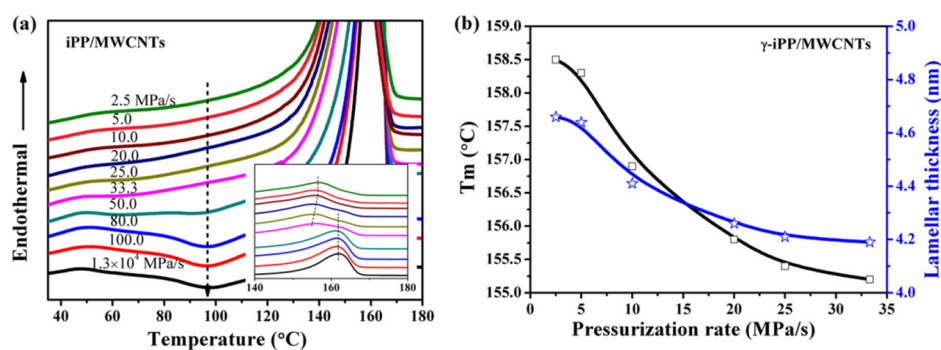 (a)
iPP/MWCNTs
Endothermal
2.5 MPa/s
5.0
10.0
20.0
25.0
33.3
50.0
80.0
100.0
1.3×10⁴ MPa/s
140 160 180
40 60 80 100 120 140 160 180
Temperature (°C)
(b)
γ-iPP/MWCNTs
Tm (°C)
159.0
158.5
158.0
157.5
157.0
156.5
156.0
155.5
155.0
0 5 10 15 20 25 30 35
Pressurization rate (MPa/s)
5.0
4.8
4.6
4.4
4.2
4.0
Lamellar thickness (nm)